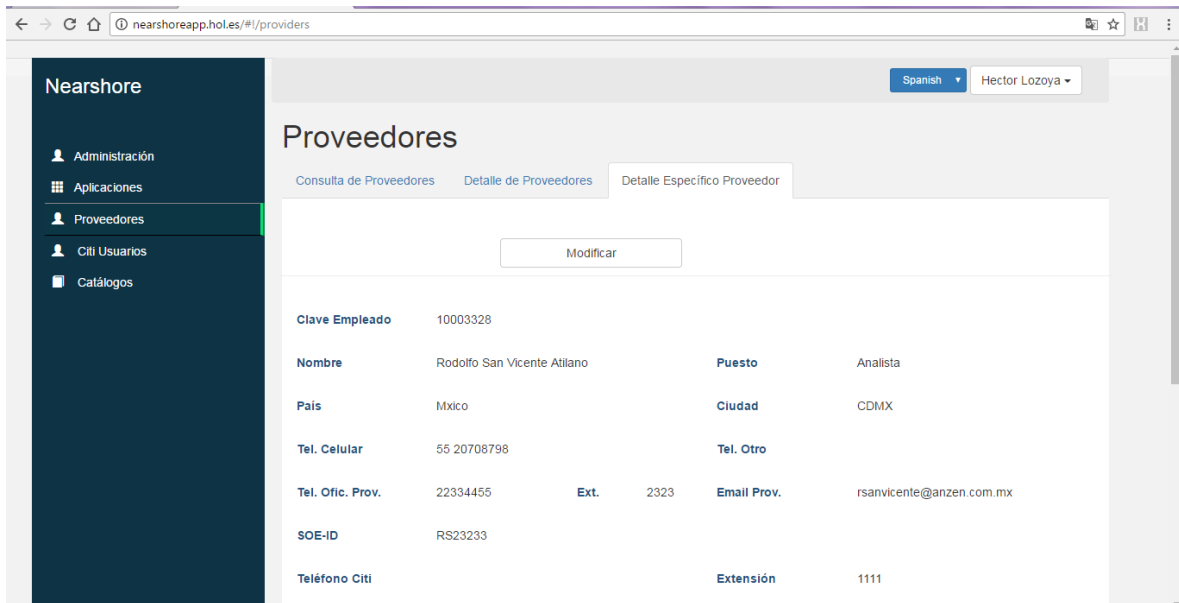 nearshoreapp.hol.es/#!/providers
Nearshore
Spanish
Hector Lozoya
Administración
Aplicaciones
Proveedores
Citi Usuarios
Catálogos
Proveedores
Consulta de Proveedores Detalle de Proveedores Detalle Específico Proveedor
Modificar
Clave Empleado 10003328
Nombre Rodolfo San Vicente Atilano Puesto Analista
País Mxico Ciudad CDMX
Tel. Celular 55 20708798 Tel. Otro
Tel. Ofic. Prov. 22334455 Ext. 2323 Email Prov. rsanvicente@anzen.com.mx
SOE-ID RS23233
Teléfono Citi Extensión 1111